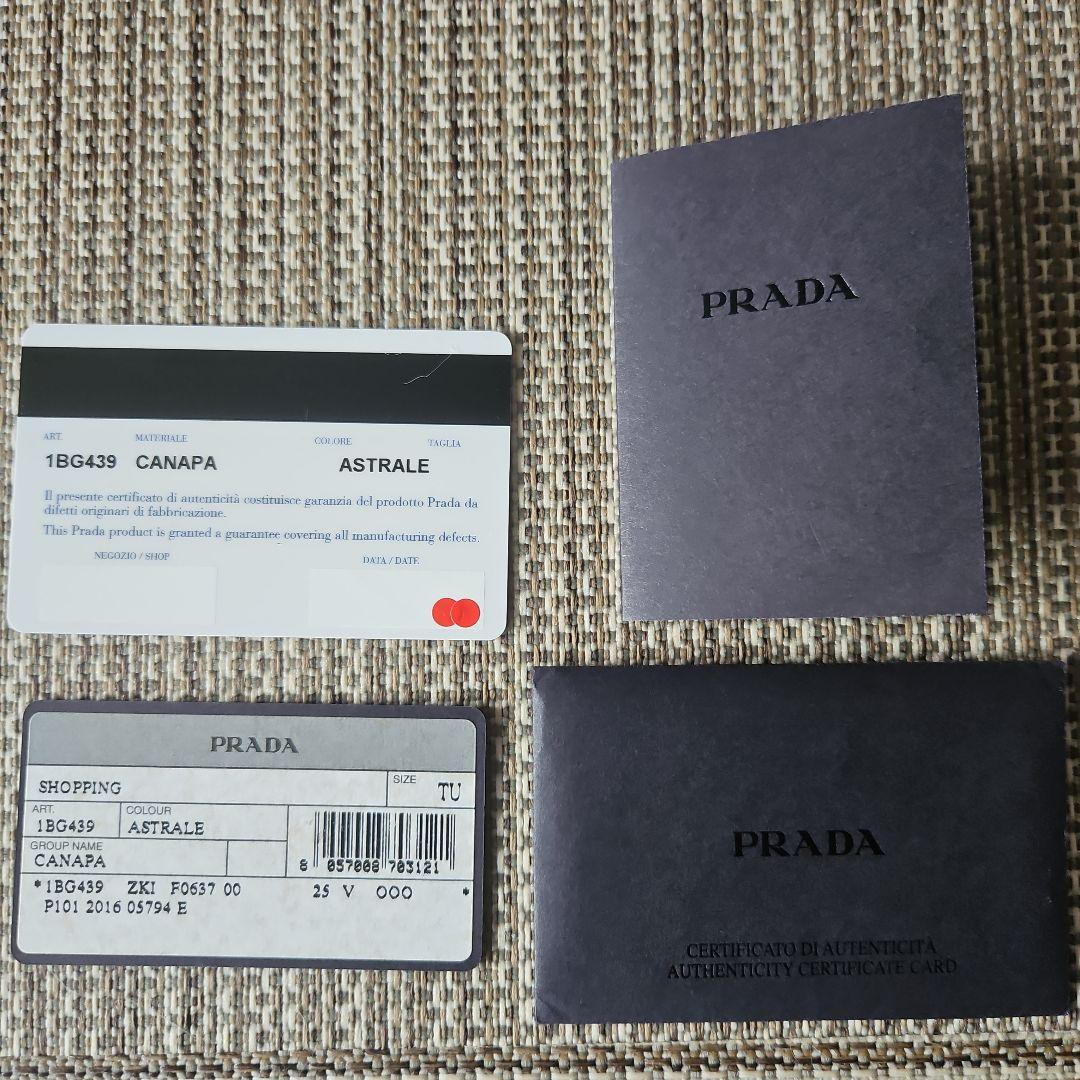 PRADA
ART. MATERIALE COLORE TAGLIA
1BG439 CANAPA ASTRALE
Il presente certificato di autenticità costituisce garanzia del prodotto Prada da
difetti originari di fabbricazione.
This Prada product is granted a guarantee covering all manufacturing defects.
NEGOZIO / SHOP DATA / DATE
PRADA
SHOPPING SIZE TU
ART. COLOUR
1BG439 ASTRALE
GROUP NAME
CANAPA
8 057008 703121
*1BG439 ZKI F0637 00 25 V OOO *
P101 2016 05794 E
PRADA
CERTIFICATO DI AUTENTICITÀ
AUTHENTICITY CERTIFICATE CARD